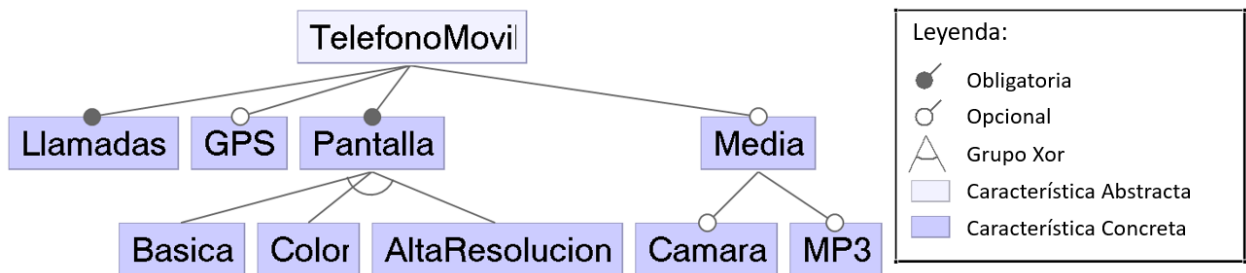 TelefonoMovil
Leyenda:
Obligatoria
Opcional
Grupo Xor
Característica Abstracta
Característica Concreta
Llamadas
GPS
Pantalla
Media
Basica
Color
AltaResolucion
Camara
MP3